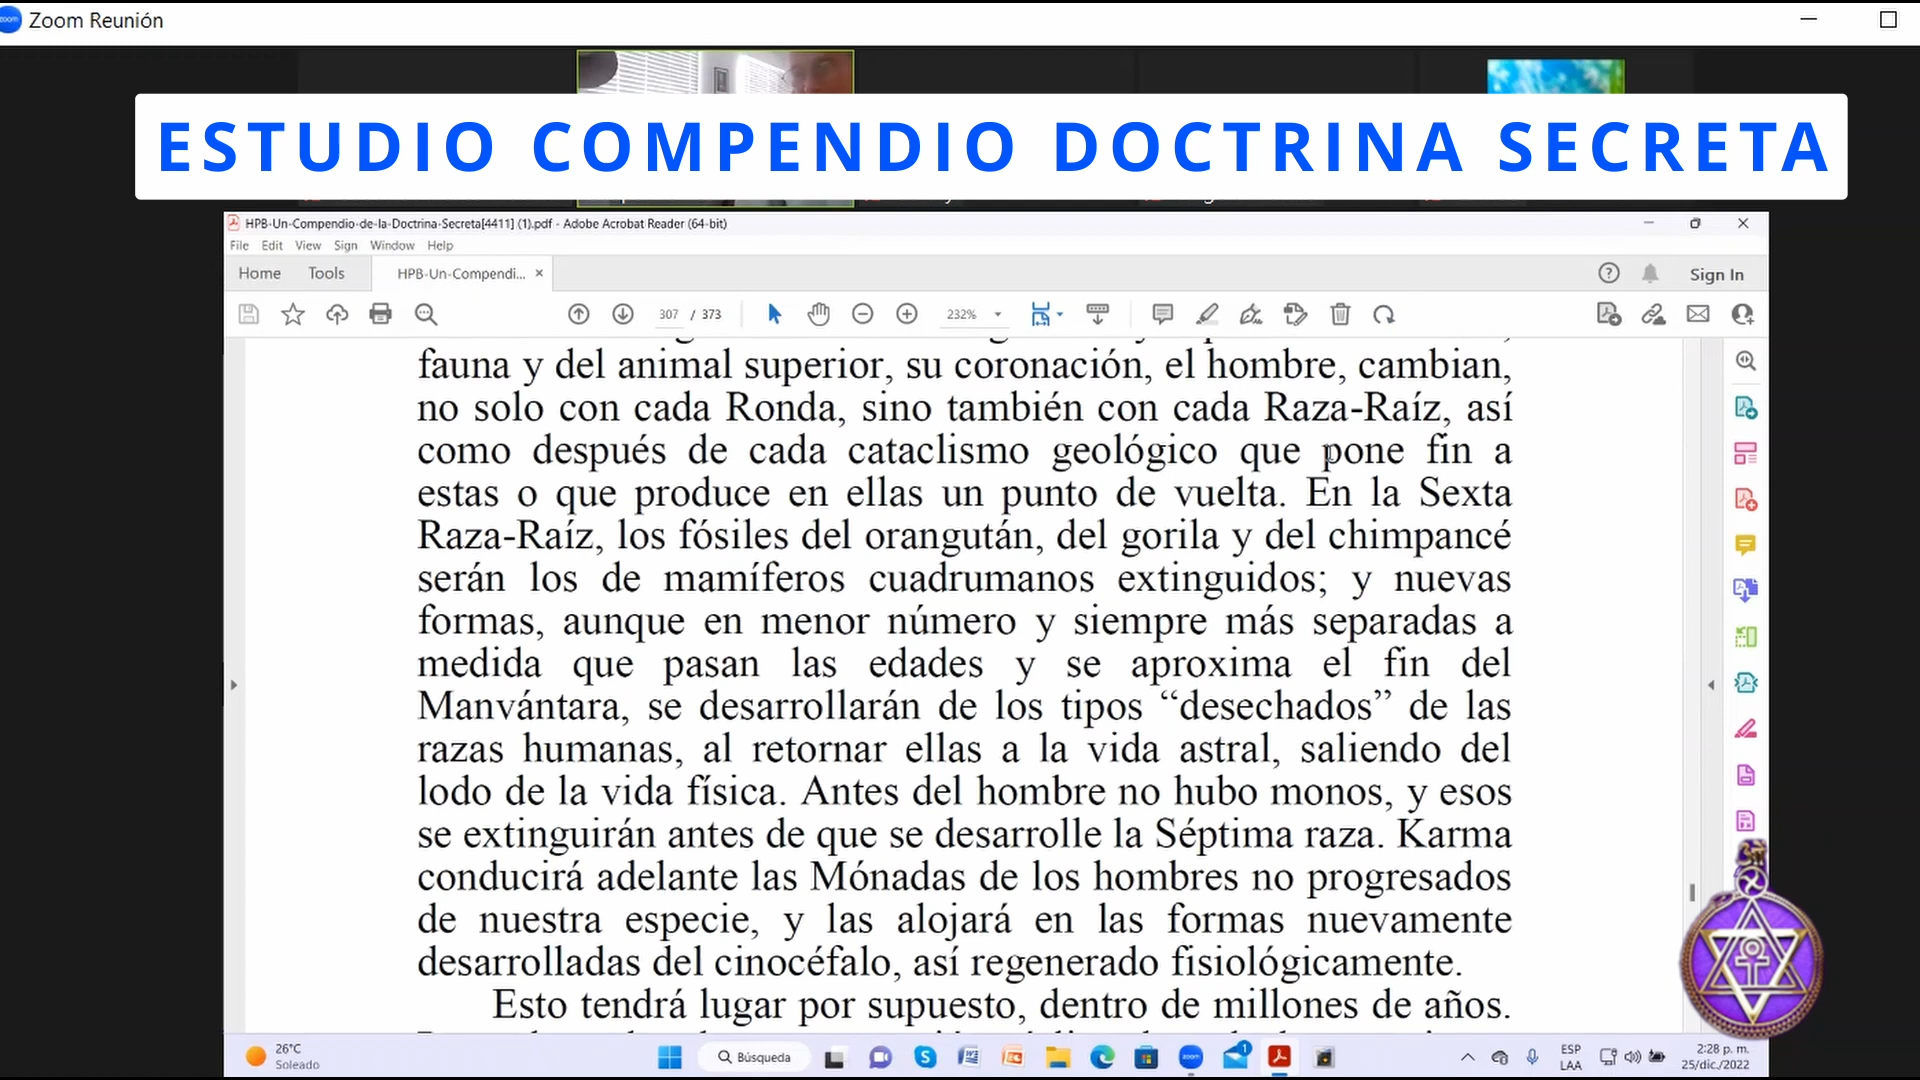 Zoom Reunión
ESTUDIO COMPENDIO DOCTRINA SECRETA
HPB-Un-Compendio-de-la-Doctrina-Secreta[4411] (1).pdf - Adobe Acrobat Reader (64-bit)
File Edit View Sign Window Help
Home Tools HPB-Un-Compendi... × Sign In
307 / 373 232%
fauna y del animal superior, su coronación, el hombre, cambian,
no solo con cada Ronda, sino también con cada Raza-Raíz, así
como después de cada cataclismo geológico que pone fin a
estas o que produce en ellas un punto de vuelta. En la Sexta
Raza-Raíz, los fósiles del orangután, del gorila y del chimpancé
serán los de mamíferos cuadrumanos extinguidos; y nuevas
formas, aunque en menor número y siempre más separadas a
medida que pasan las edades y se aproxima el fin del
Manvántara, se desarrollarán de los tipos “desechados” de las
razas humanas, al retornar ellas a la vida astral, saliendo del
lodo de la vida física. Antes del hombre no hubo monos, y esos
se extinguirán antes de que se desarrolle la Séptima raza. Karma
conducirá adelante las Mónadas de los hombres no progresados
de nuestra especie, y las alojará en las formas nuevamente
desarrolladas del cinocéfalo, así regenerado fisiológicamente.
Esto tendrá lugar por supuesto, dentro de millones de años.
26°C
Soleado
Búsqueda
zoom
1
ESP
LAA
2:28 p. m.
25/dic./2022